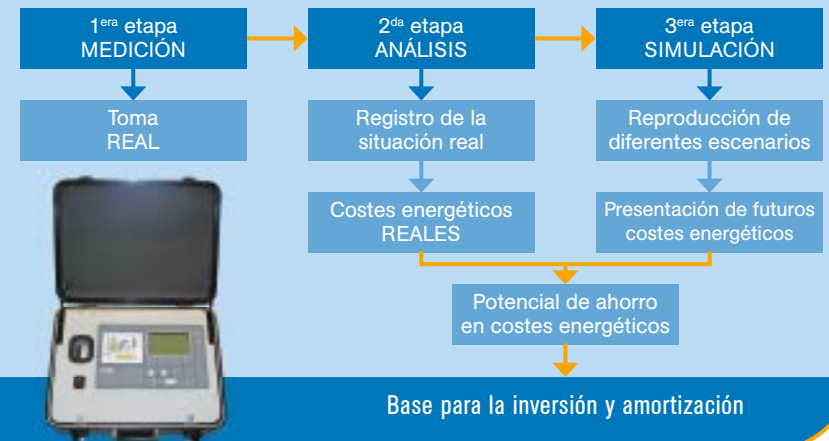 1era etapa
MEDICIÓN
2da etapa
ANÁLISIS
3era etapa
SIMULACIÓN
Toma
REAL
Registro de la
situación real
Reproducción de
diferentes escenarios
Costes energéticos
REALES
Presentación de futuros
costes energéticos
Potencial de ahorro
en costes energéticos
Base para la inversión y amortización